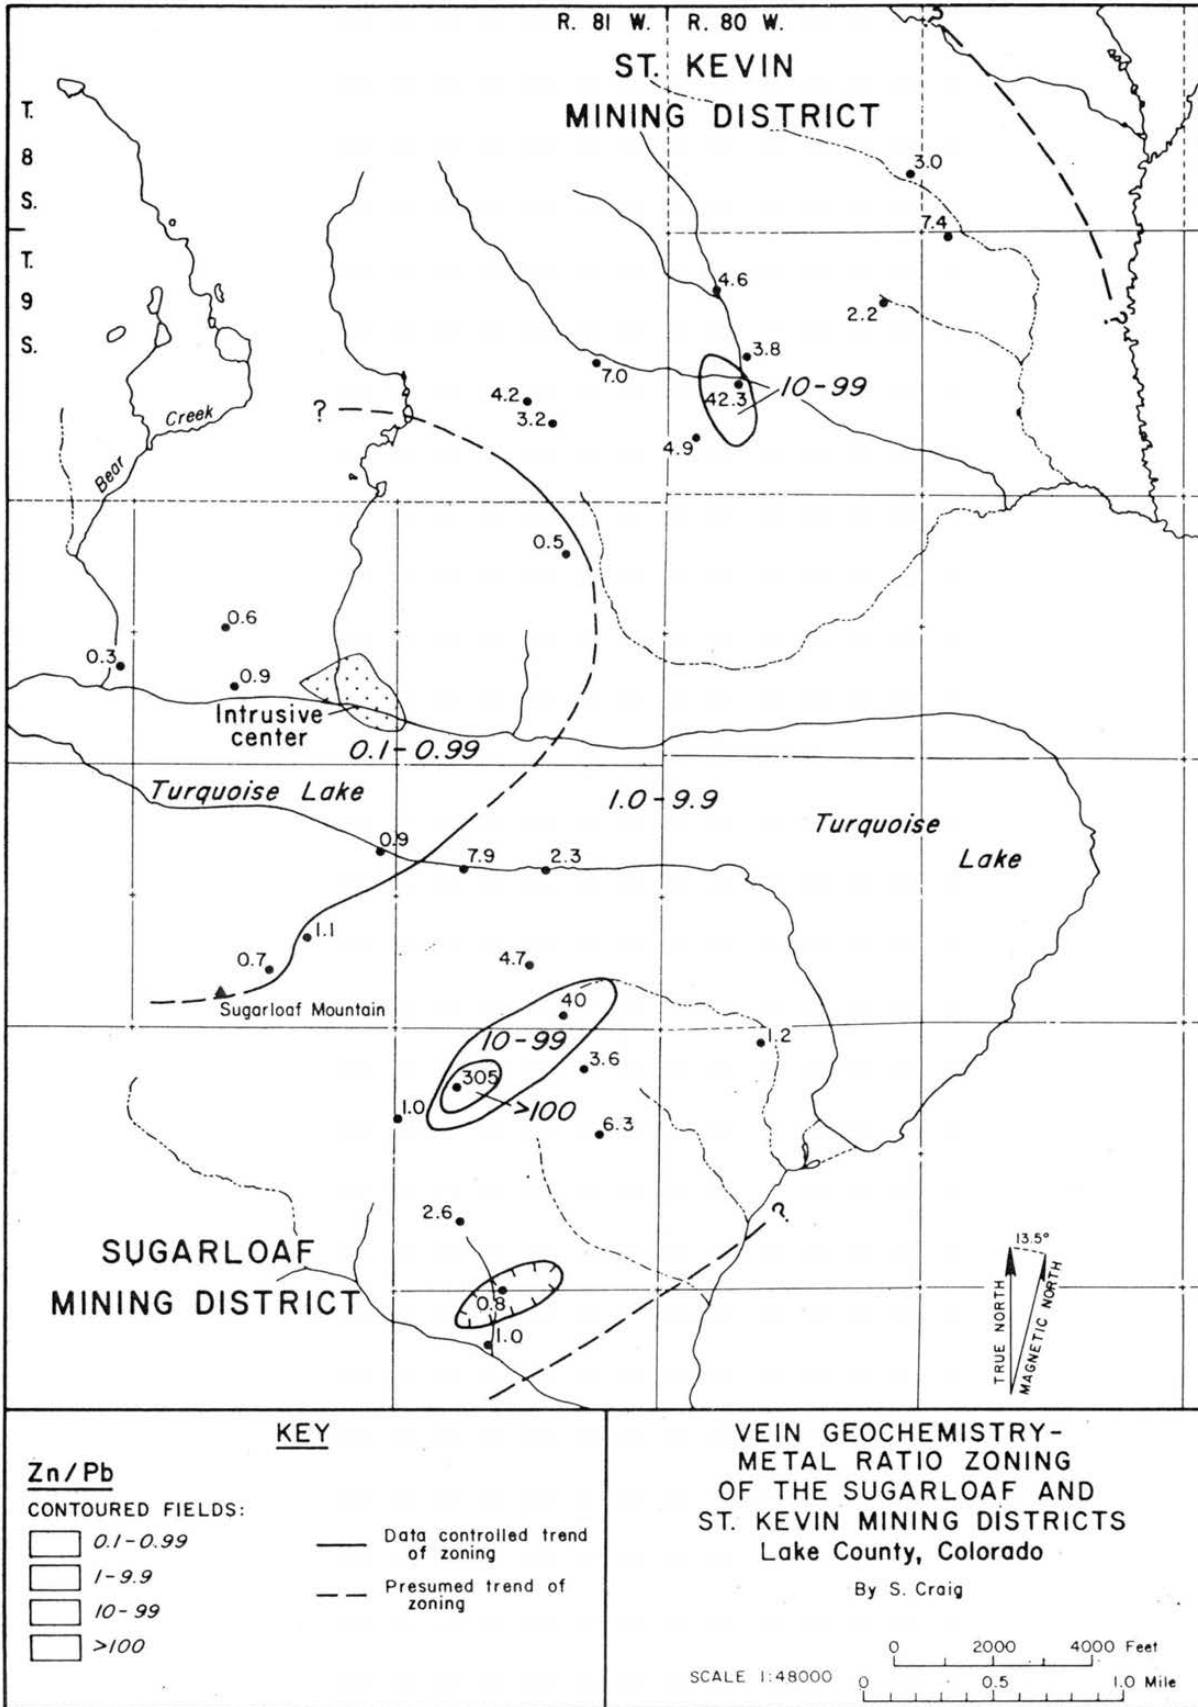 R. 81 W. R. 80 W.
ST. KEVIN
MINING DISTRICT
T.
8
S.
T.
9
S.
?
3.0
7.4
4.6
2.2
?
3.8
7.0
10-99
42.3
4.2
3.2
4.9
?
Creek
Bear
0.5
0.6
0.3
0.9
Intrusive
center
0.1-0.99
Turquoise Lake
1.0-9.9
Turquoise
Lake
0.9
7.9
2.3
1.1
0.7
4.7
Sugarloaf Mountain
40
10-99
1.2
3.6
305
>100
1.0
6.3
2.6
?
SUGARLOAF
MINING DISTRICT
0.8
1.0
13.5°
TRUE NORTH
MAGNETIC NORTH
KEY
Zn/Pb
CONTOURED FIELDS:
0.1-0.99
1-9.9
10-99
>100
Data controlled trend
of zoning
Presumed trend of
zoning
VEIN GEOCHEMISTRY-
METAL RATIO ZONING
OF THE SUGARLOAF AND
ST. KEVIN MINING DISTRICTS
Lake County, Colorado
By S. Craig
0 2000 4000 Feet
SCALE 1:48000
0 0.5 1.0 Mile